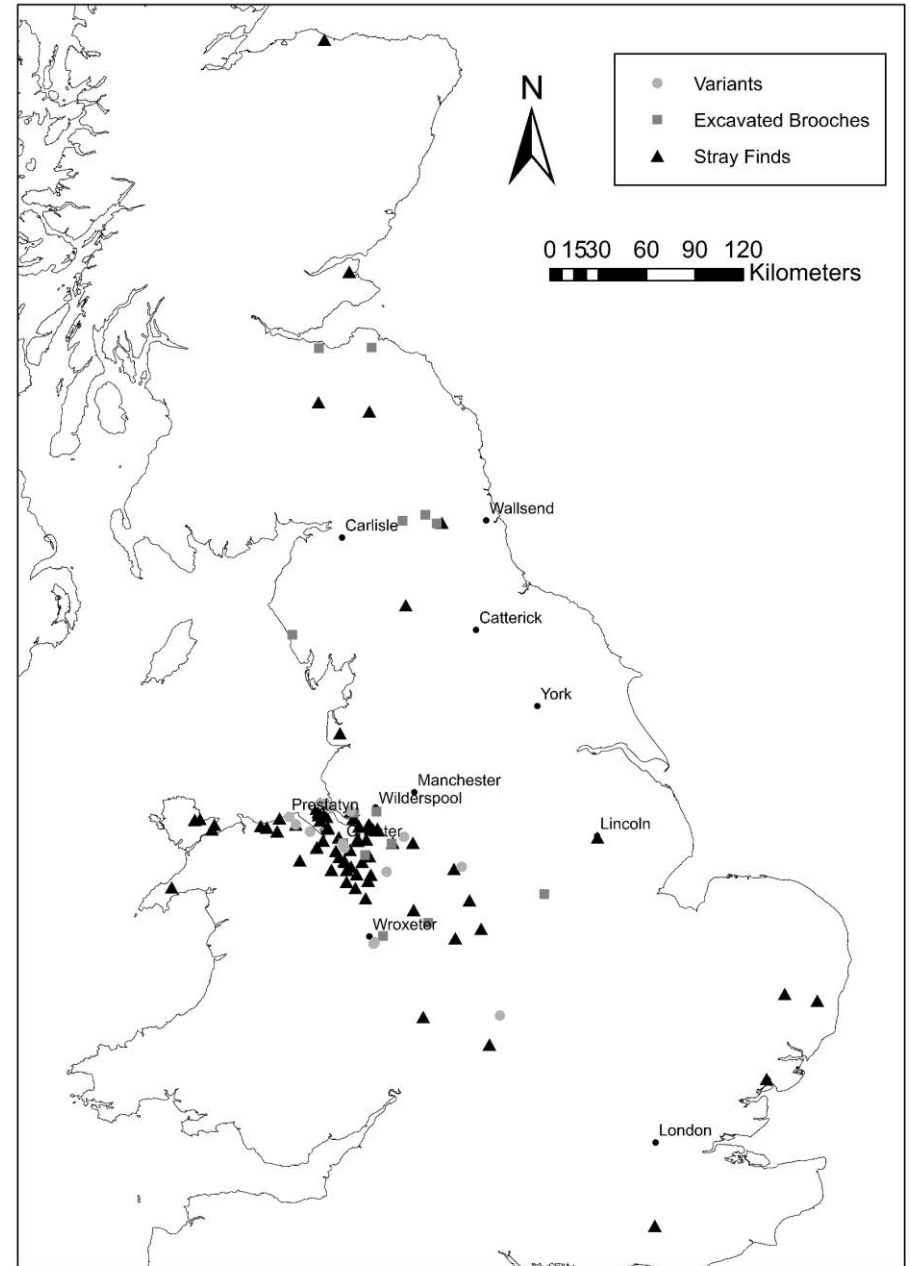 N
Variants
Excavated Brooches
Stray Finds
0 15 30 60 90 120
Kilometers
Wallsend
Carlisle
Catterick
York
Manchester
Prestatyn
Wilderspool
Lincoln
Wroxeter
London